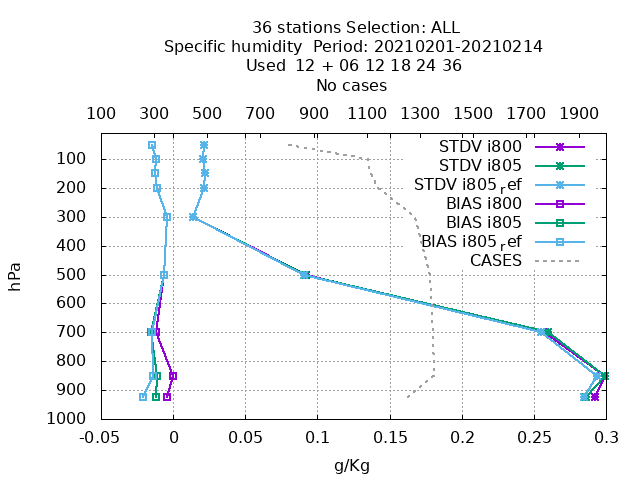 36 stations Selection: ALL
Specific humidity  Period: 20210201-20210214
Used  12 + 06 12 18 24 36
No cases
100 300 500 700 900 1100 1300 1500 1700 1900
STDV i800
STDV i805
STDV i805ref
BIAS i800
BIAS i805
BIAS i805ref
CASES
hPa
100
200
300
400
500
600
700
800
900
1000
-0.05 0 0.05 0.1 0.15 0.2 0.25 0.3
g/Kg